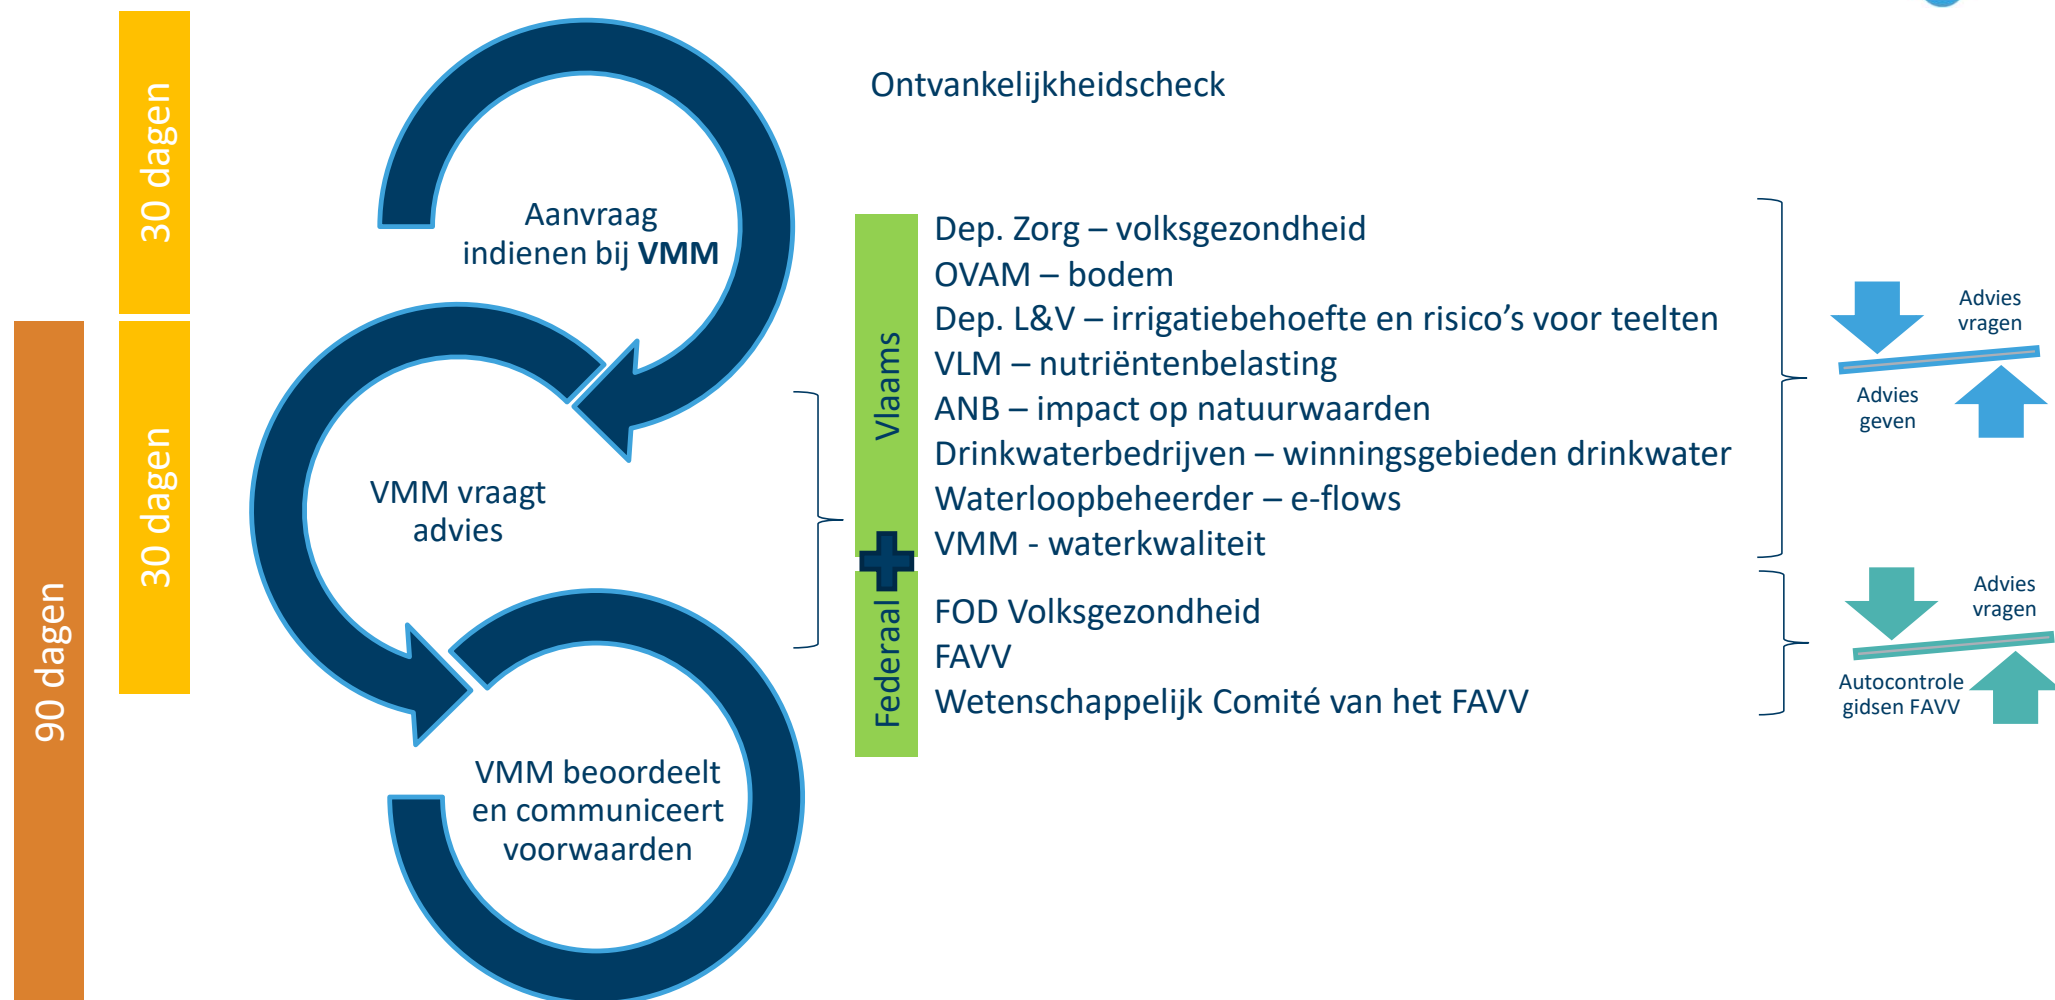 30 dagen
30 dagen
90 dagen
Aanvraag
indienen bij VMM
VMM vraagt
advies
VMM beoordeelt
en communiceert
voorwaarden
Ontvankelijkheidscheck
Vlaams
Dep. Zorg – volksgezondheid
OVAM – bodem
Dep. L&V – irrigatiebehoefte en risico’s voor teelten
VLM – nutriëntenbelasting
ANB – impact op natuurwaarden
Drinkwaterbedrijven – winningsgebieden drinkwater
Waterloopbeheerder – e-flows
VMM - waterkwaliteit
Federaal
FOD Volksgezondheid
FAVV
Wetenschappelijk Comité van het FAVV
Advies
vragen
Advies
geven
Advies
vragen
Autocontrole
gidsen FAVV